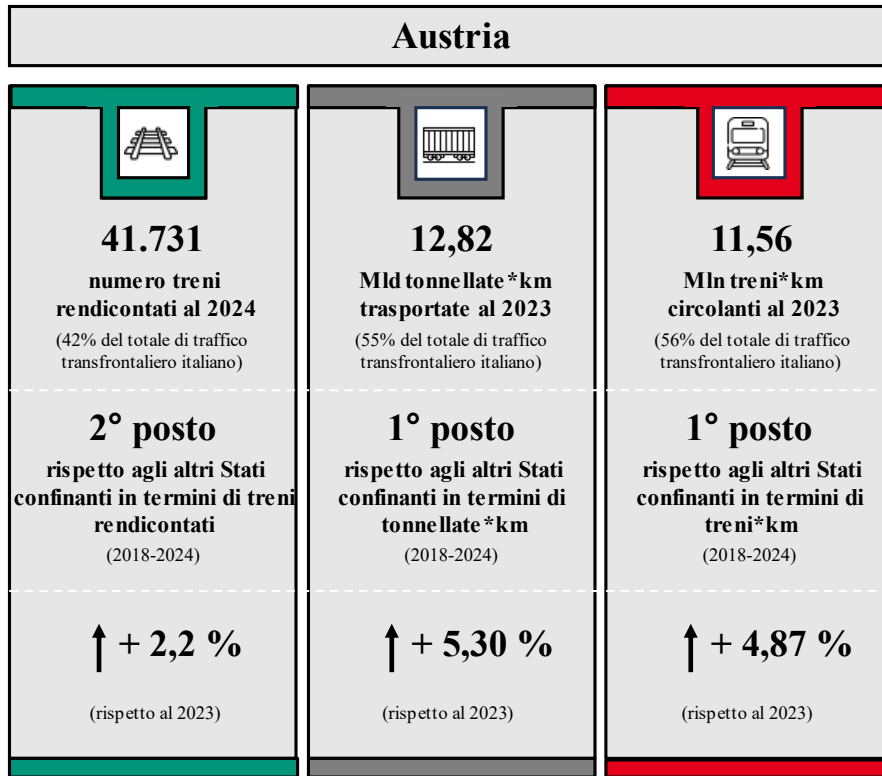 Austria
41.731
numero treni
rendicontati al 2024
(42% del totale di traffico
transfrontaliero italiano)
2° posto
rispetto agli altri Stati
confinanti in termini di treni
rendicontati
(2018-2024)
+ 2,2 %
(rispetto al 2023)
12,82
Mld tonnellate*km
trasportate al 2023
(55% del totale di traffico
transfrontaliero italiano)
1° posto
rispetto agli altri Stati
confinanti in termini di
tonnellate*km
(2018-2024)
+ 5,30 %
(rispetto al 2023)
11,56
Mln treni*km
circolanti al 2023
(56% del totale di traffico
transfrontaliero italiano)
1° posto
rispetto agli altri Stati
confinanti in termini di
treni*km
(2018-2024)
+ 4,87 %
(rispetto al 2023)